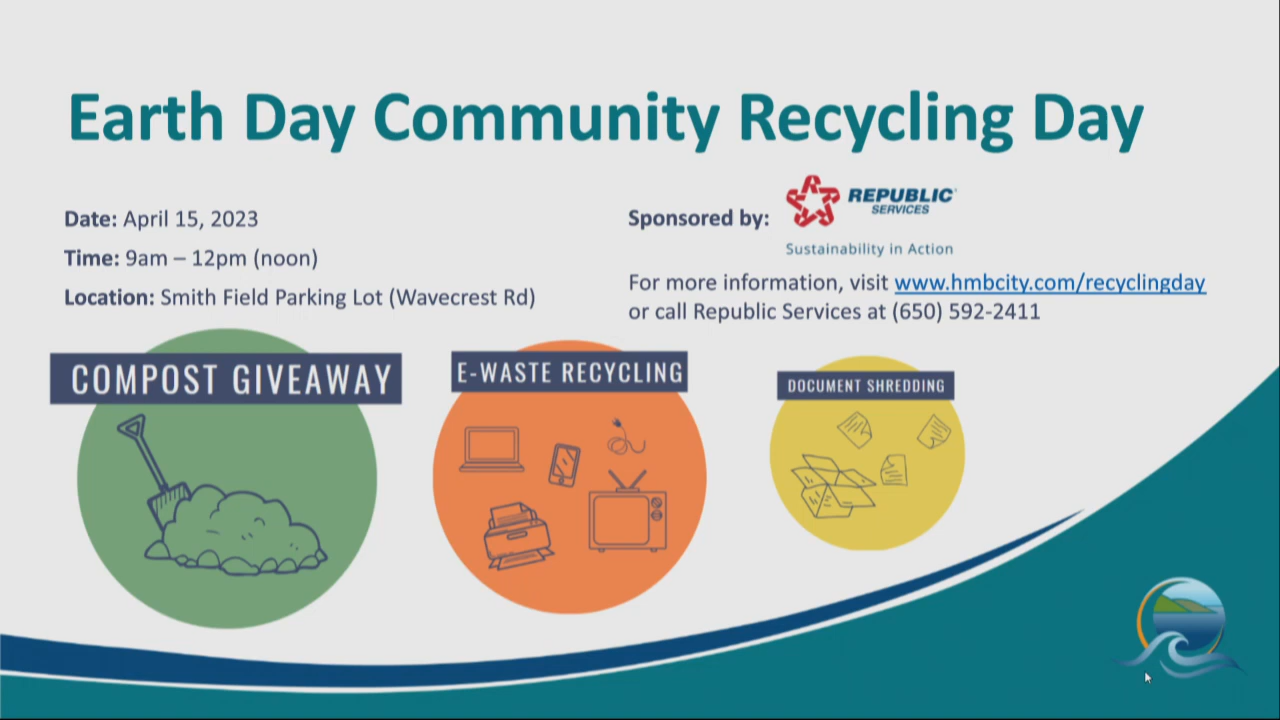 Earth Day Community Recycling Day
Date: April 15, 2023
Time: 9am – 12pm (noon)
Location: Smith Field Parking Lot (Wavecrest Rd)
Sponsored by:
REPUBLIC
SERVICES
Sustainability in Action
For more information, visit www.hmbcity.com/recyclingday
or call Republic Services at (650) 592-2411
COMPOST GIVEAWAY
E-WASTE RECYCLING
DOCUMENT SHREDDING